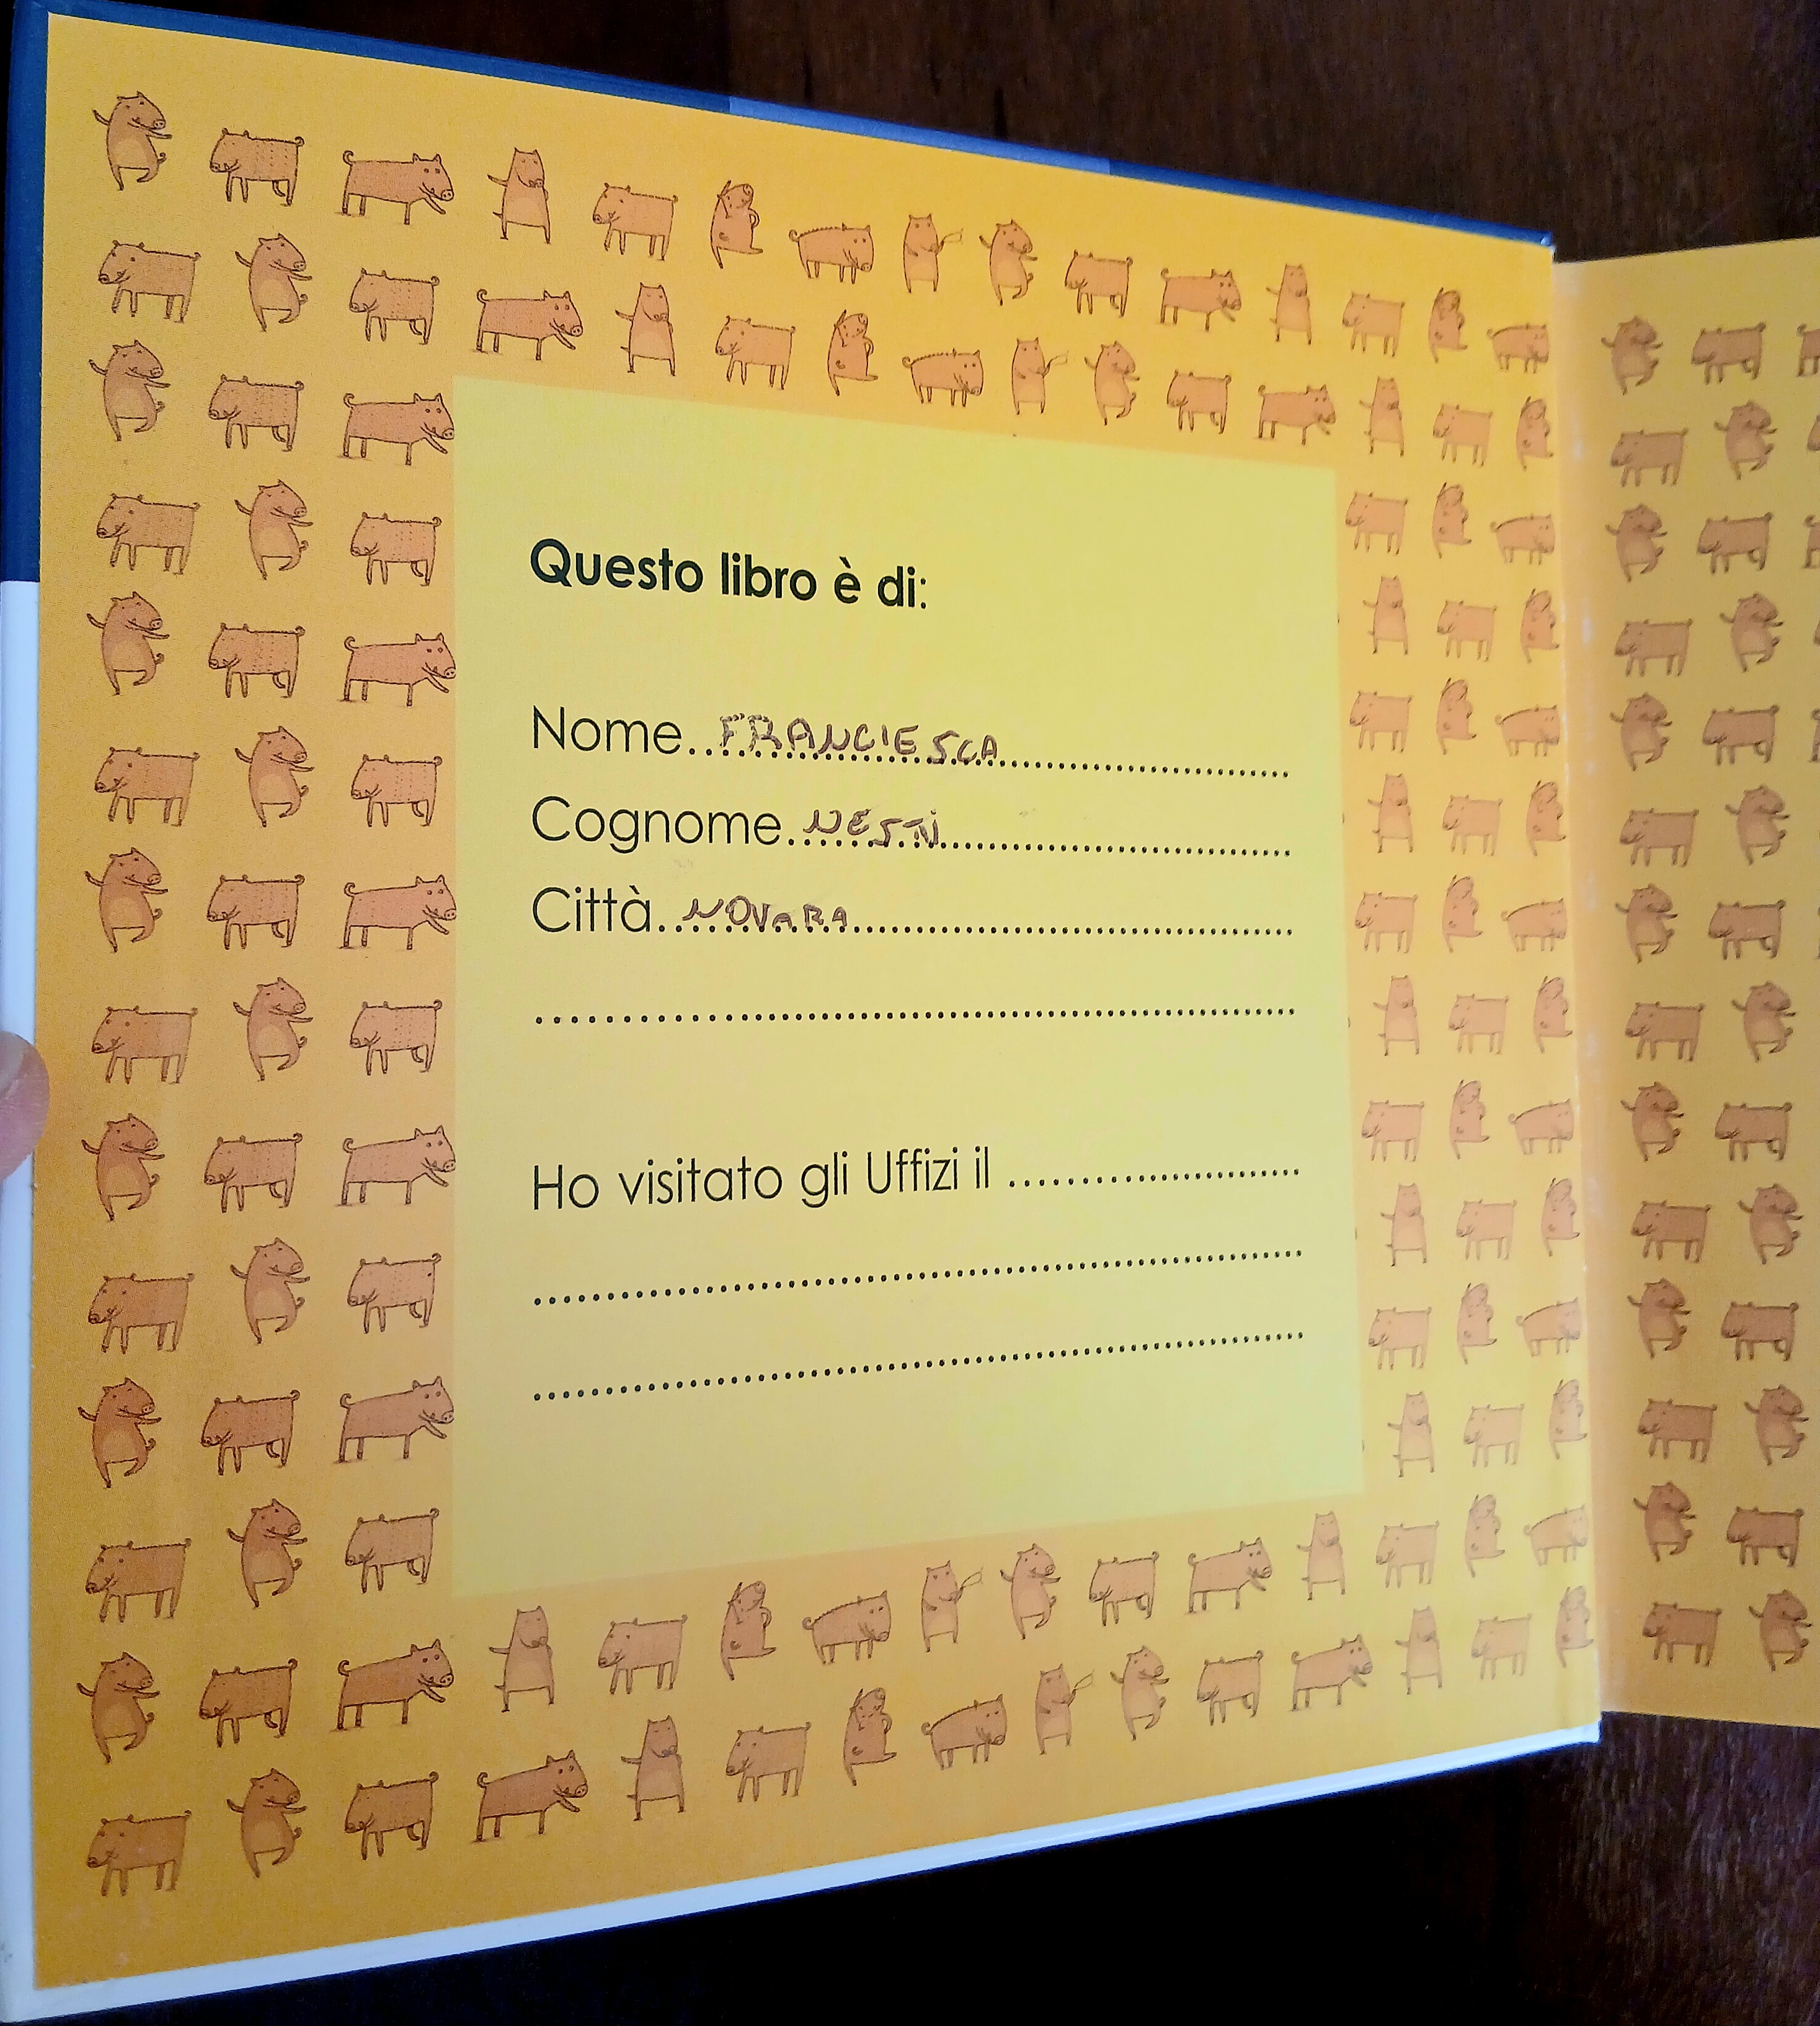 Questo libro è di:
Nome..FRANCIESCA..............................
Cognome.NESTI..............................
Città..NOVARA..............................
..............................
Ho visitato gli Uffizi il ....................
..............................
..............................